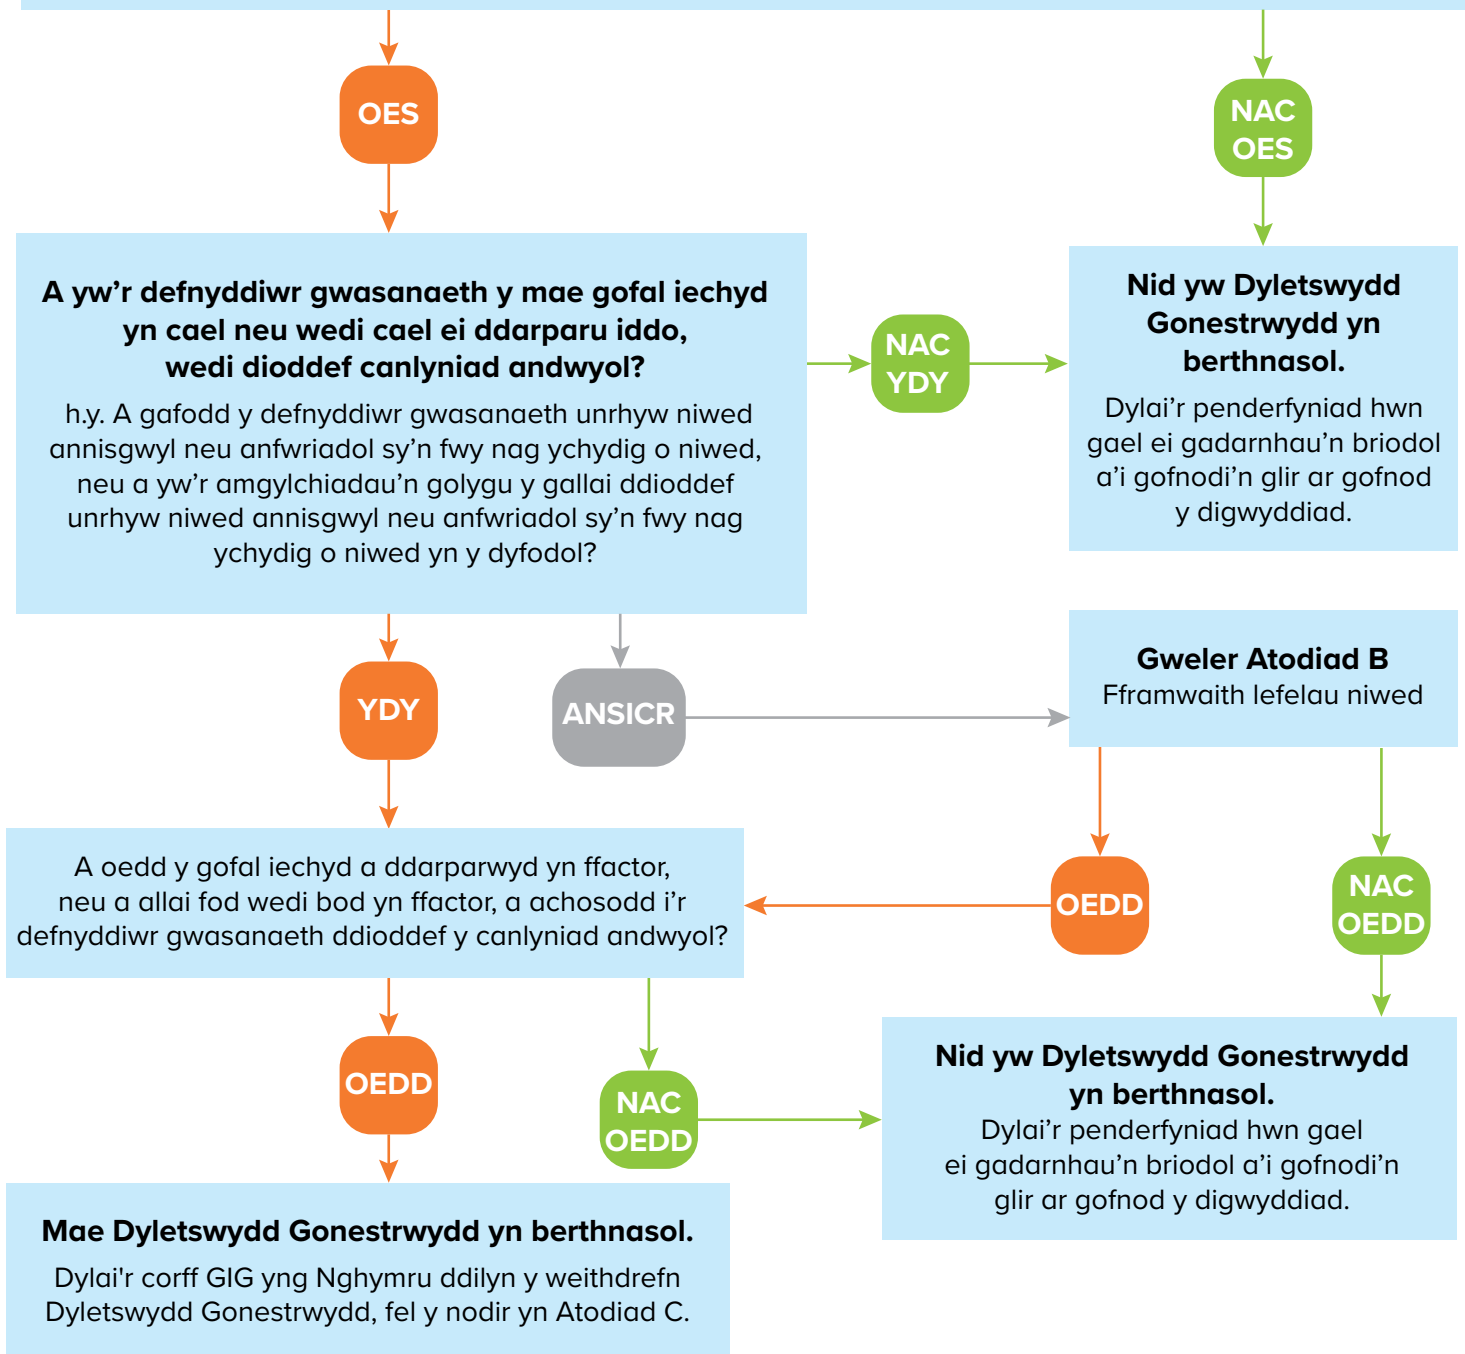 OES
NAC
OES
A yw’r defnyddiwr gwasanaeth y mae gofal iechyd
yn cael neu wedi cael ei ddarparu iddo,
wedi dioddef canlyniad andwyol?
h.y. A gafodd y defnyddiwr gwasanaeth unrhyw niwed
annisgwyl neu anfwriadol sy’n fwy nag ychydig o niwed,
neu a yw’r amgylchiadau’n golygu y gallai ddioddef
unrhyw niwed annisgwyl neu anfwriadol sy’n fwy nag
ychydig o niwed yn y dyfodol?
NAC
YDY
Nid yw Dyletswydd
Gonestrwydd yn
berthnasol.
Dylai’r penderfyniad hwn
gael ei gadarnhau’n briodol
a’i gofnodi’n glir ar gofnod
y digwyddiad.
YDY
ANSICR
Gweler Atodiad B
Fframwaith lefelau niwed
A oedd y gofal iechyd a ddarparwyd yn ffactor,
neu a allai fod wedi bod yn ffactor, a achosodd i’r
defnyddiwr gwasanaeth ddioddef y canlyniad andwyol?
OEDD
NAC
OEDD
OEDD
NAC
OEDD
Nid yw Dyletswydd Gonestrwydd
yn berthnasol.
Dylai’r penderfyniad hwn gael
ei gadarnhau’n briodol a’i gofnodi’n
glir ar gofnod y digwyddiad.
Mae Dyletswydd Gonestrwydd yn berthnasol.
Dylai'r corff GIG yng Nghymru ddilyn y weithdrefn
Dyletswydd Gonestrwydd, fel y nodir yn Atodiad C.